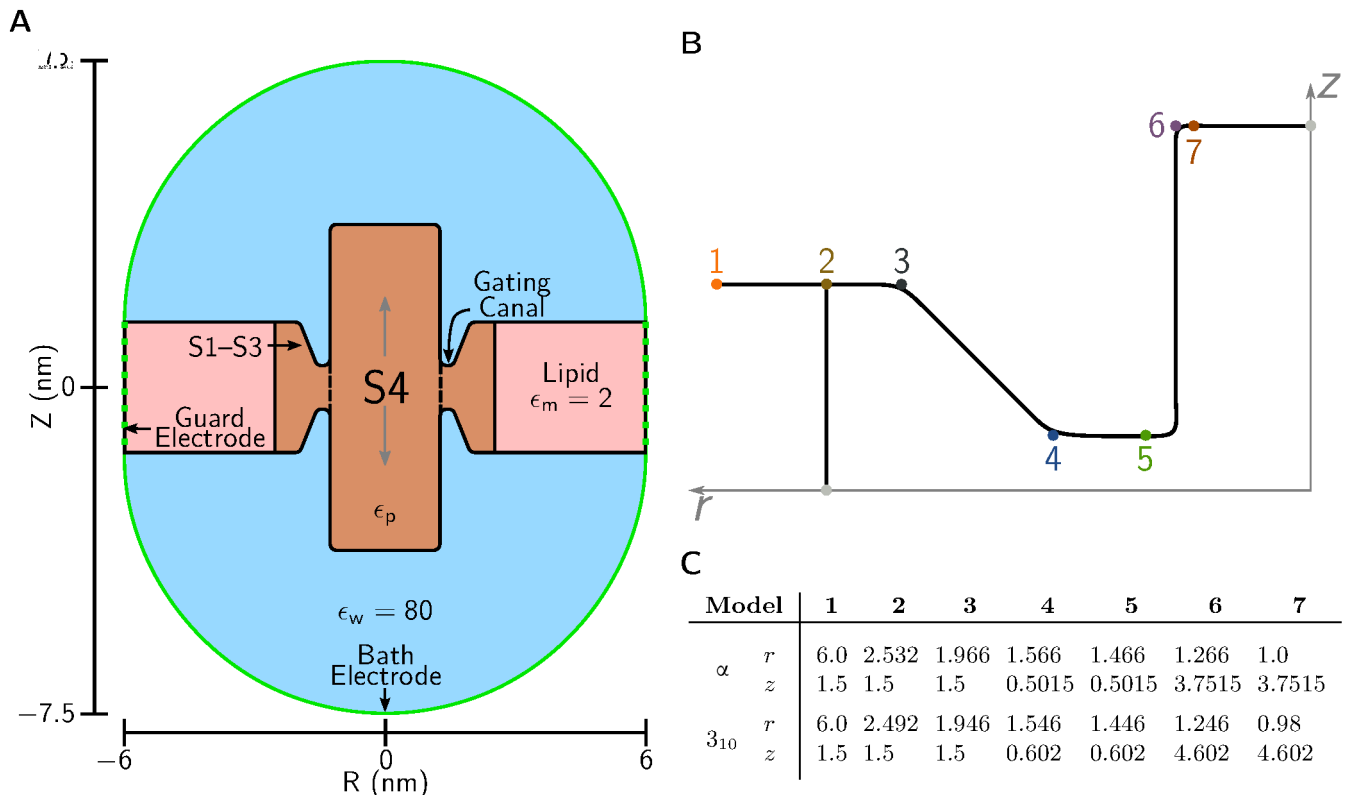 A
Gating
Canal
S1–S3
S4
Lipid
ϵm = 2
Z (nm)
0
Guard
Electrode
ϵp
ϵw = 80
Bath
Electrode
−7.5
−6
0
6
R (nm)
B
z
6
7
1
2
3
4
5
r
C
Model 1 2 3 4 5 6 7
α r 6.0 2.532 1.966 1.566 1.466 1.266 1.0
z 1.5 1.5 1.5 0.5015 0.5015 3.7515 3.7515
3₁₀ r 6.0 2.492 1.946 1.546 1.446 1.246 0.98
z 1.5 1.5 1.5 0.602 0.602 4.602 4.602